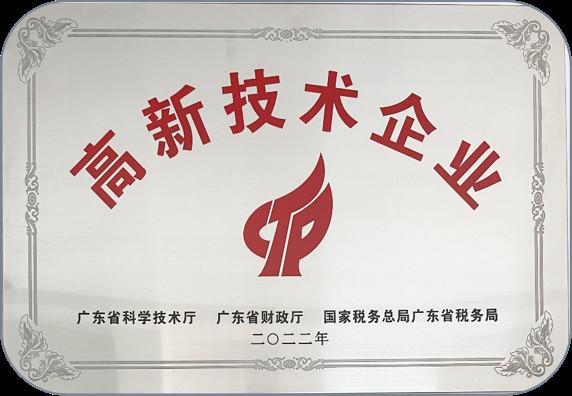 高新技术企业
广东省科学技术厅 广东省财政厅 国家税务总局广东省税务局
二〇二二年